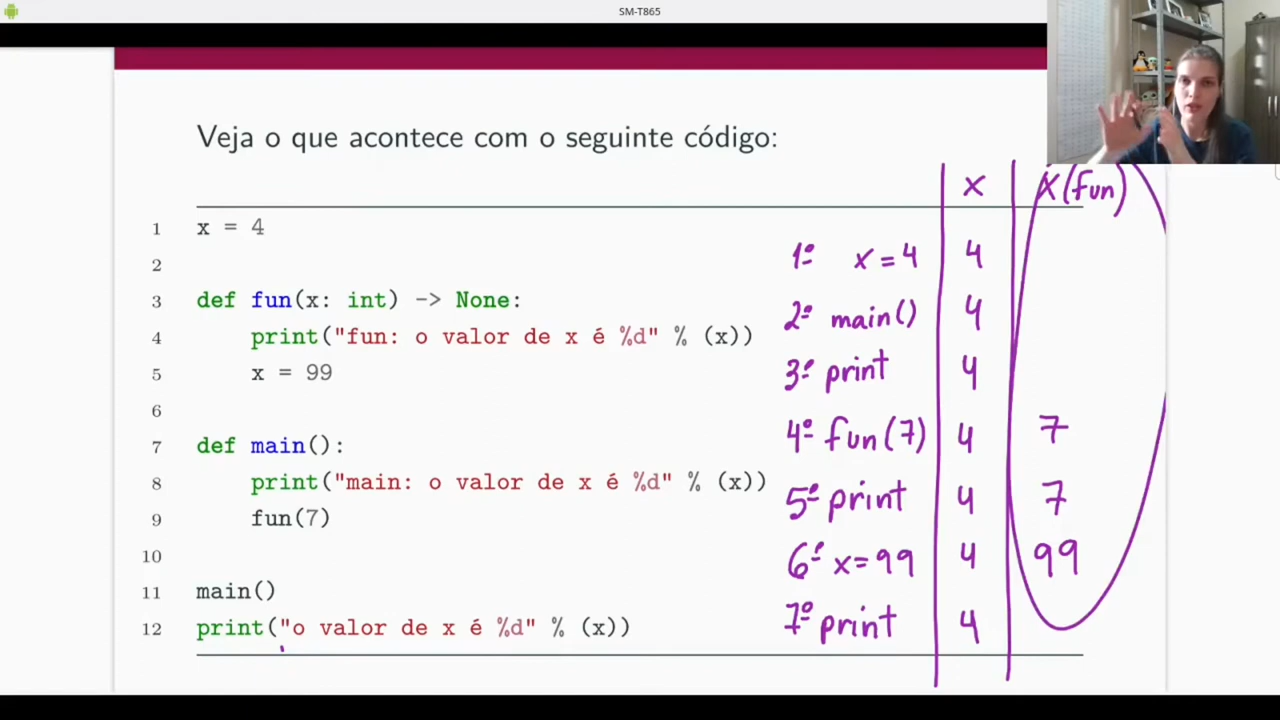 SM-T865
Veja o que acontece com o seguinte código:
1 x = 4
2
3 def fun(x: int) -> None:
4 print("fun: o valor de x é %d" % (x))
5 x = 99
6
7 def main():
8 print("main: o valor de x é %d" % (x))
9 fun(7)
10
11 main()
12 print("o valor de x é %d" % (x))
x x(fun)
1º x=4 4
2º main() 4
3º print 4
4º fun(7) 4 7
5º print 4 7
6º x=99 4 99
7º print 4